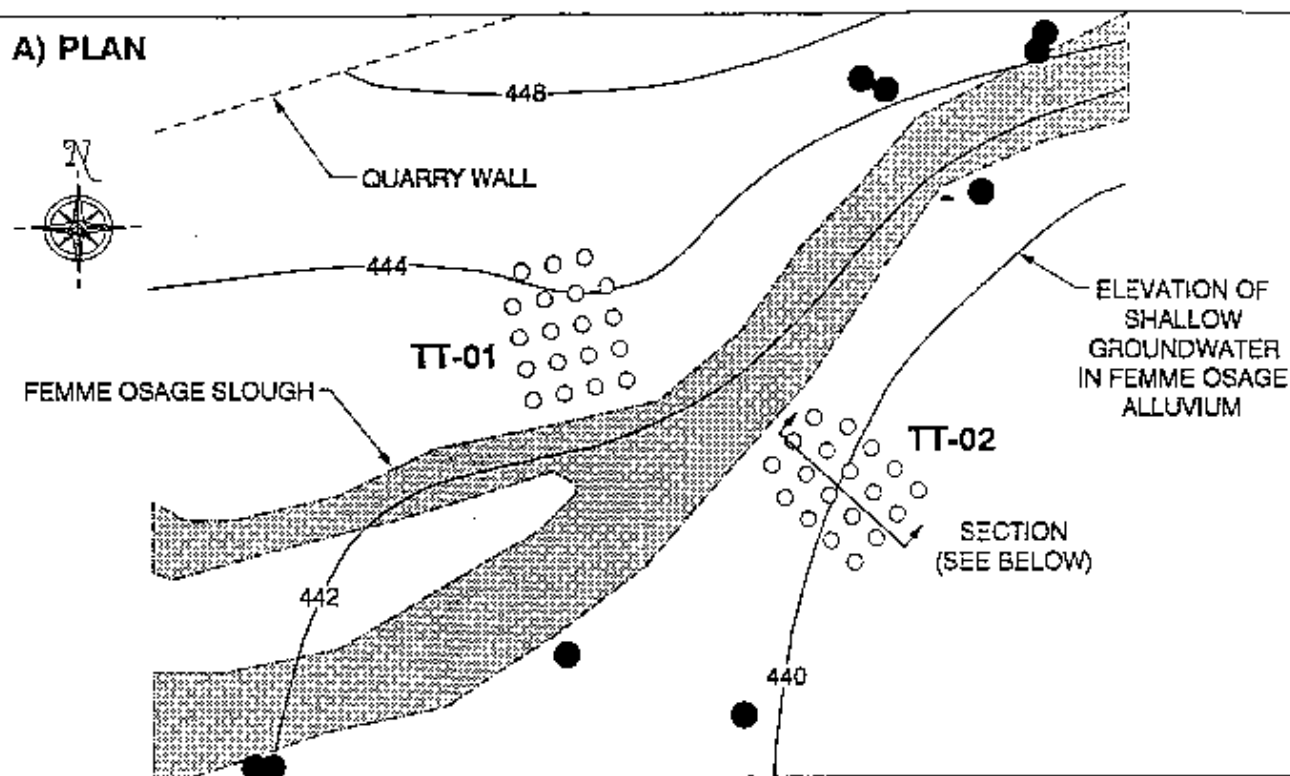 A) PLAN
448
N
QUARRY WALL
444
ELEVATION OF
SHALLOW
GROUNDWATER
IN FEMME OSAGE
ALLUVIUM
TT-01
FEMME OSAGE SLOUGH
TT-02
SECTION
(SEE BELOW)
442
440